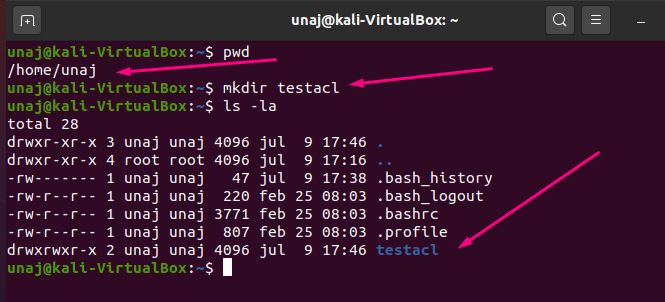 unaj@kali-VirtualBox: ~
unaj@kali-VirtualBox:~$ pwd
/home/unaj
unaj@kali-VirtualBox:~$ mkdir testacl
unaj@kali-VirtualBox:~$ ls -la
total 28
drwxr-xr-x 3 unaj unaj 4096 jul  9 17:46 .
drwxr-xr-x 4 root root 4096 jul  9 17:16 ..
-rw------- 1 unaj unaj   47 jul  9 17:38 .bash_history
-rw-r--r-- 1 unaj unaj  220 feb 25 08:03 .bash_logout
-rw-r--r-- 1 unaj unaj 3771 feb 25 08:03 .bashrc
-rw-r--r-- 1 unaj unaj  807 feb 25 08:03 .profile
drwxrwxr-x 2 unaj unaj 4096 jul  9 17:46 testacl
unaj@kali-VirtualBox:~$